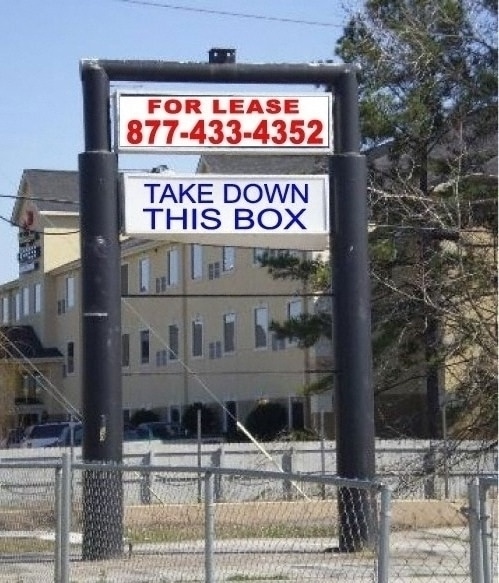 FOR LEASE
877-433-4352
TAKE DOWN
THIS BOX